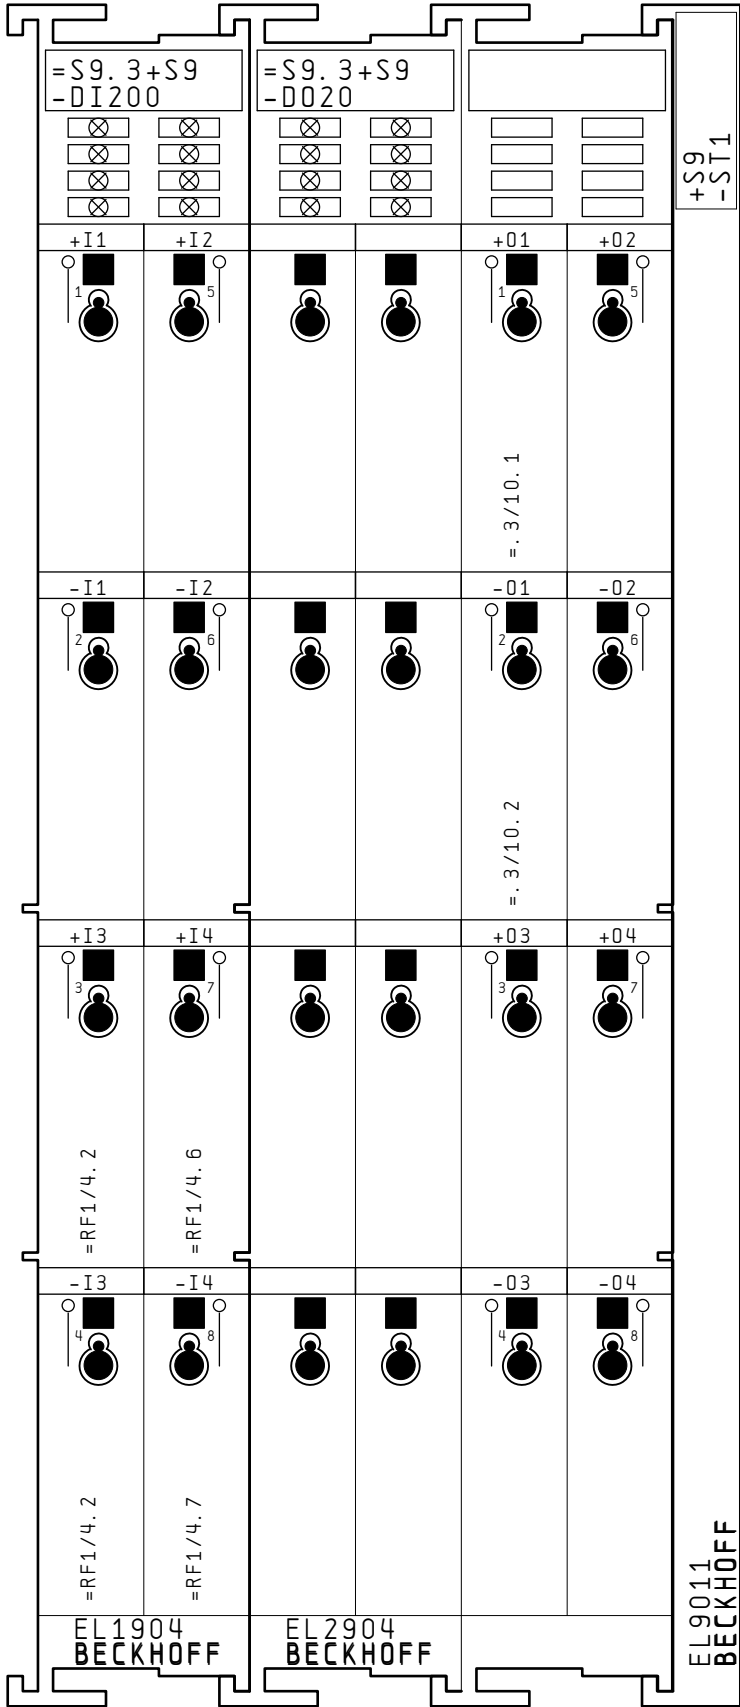 =S9.3+S9
-DI200
=S9.3+S9
-DO20
+S9
-ST1
+I1
+I2
+O1
+O2
1
5
1
5
=.3/10.1
-I1
-I2
-O1
-O2
2
6
2
6
=.3/10.2
+I3
+I4
+O3
+O4
3
7
3
7
=RF1/4.2
=RF1/4.6
-I3
-I4
-O3
-O4
4
8
4
8
=RF1/4.2
=RF1/4.7
EL1904
BECKHOFF
EL2904
BECKHOFF
EL9011
BECKHOFF